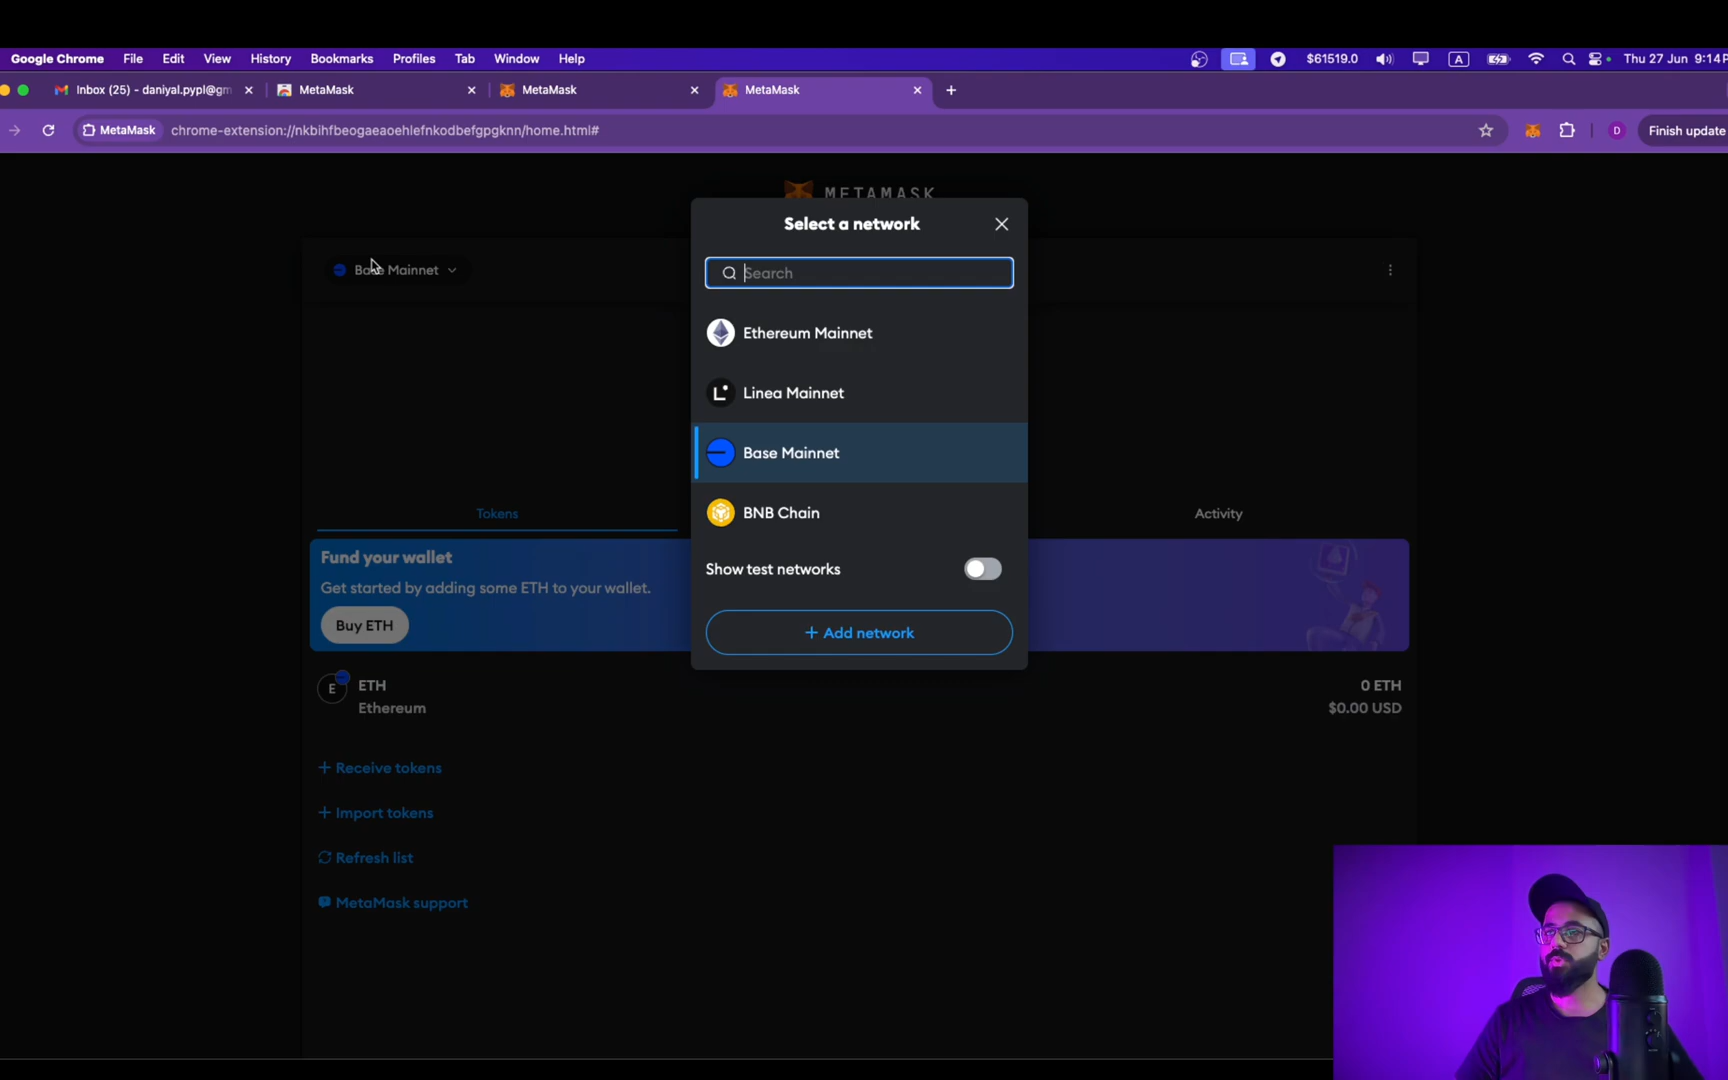 Google Chrome File Edit View History Bookmarks Profiles Tab Window Help $61519.0 A Thu 27 Jun 9:14P
Inbox (25) - daniyal.pypl@gm MetaMask MetaMask MetaMask
MetaMask chrome-extension://nkbihfbeogaeaoehlefnkodbefgpgknn/home.html# D Finish update
METAMASK
Select a network
Base Mainnet
Search
Ethereum Mainnet
Linea Mainnet
Base Mainnet
BNB Chain
Show test networks
+ Add network
Tokens Activity
Fund your wallet
Get started by adding some ETH to your wallet.
Buy ETH
E ETH 0 ETH
Ethereum $0.00 USD
+ Receive tokens
+ Import tokens
Refresh list
MetaMask support